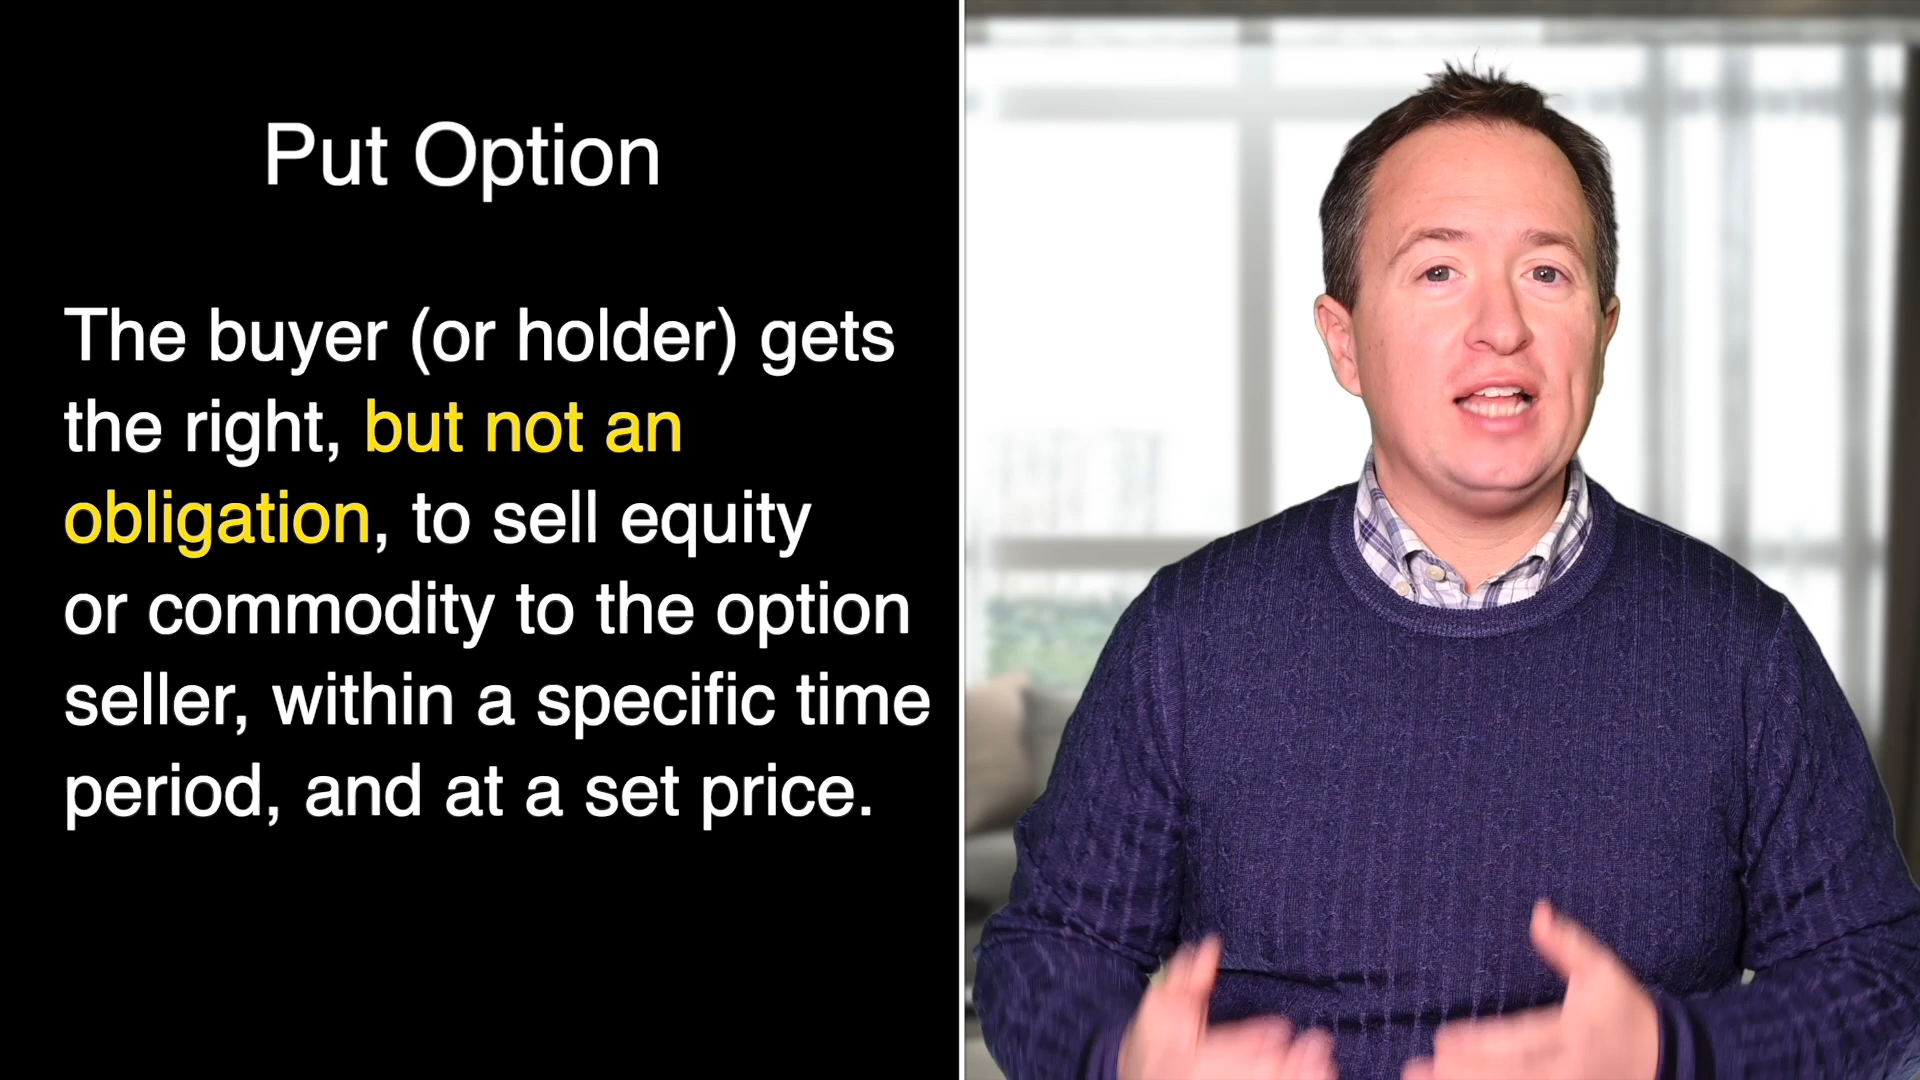 Put Option
The buyer (or holder) gets
the right, but not an
obligation, to sell equity
or commodity to the option
seller, within a specific time
period, and at a set price.